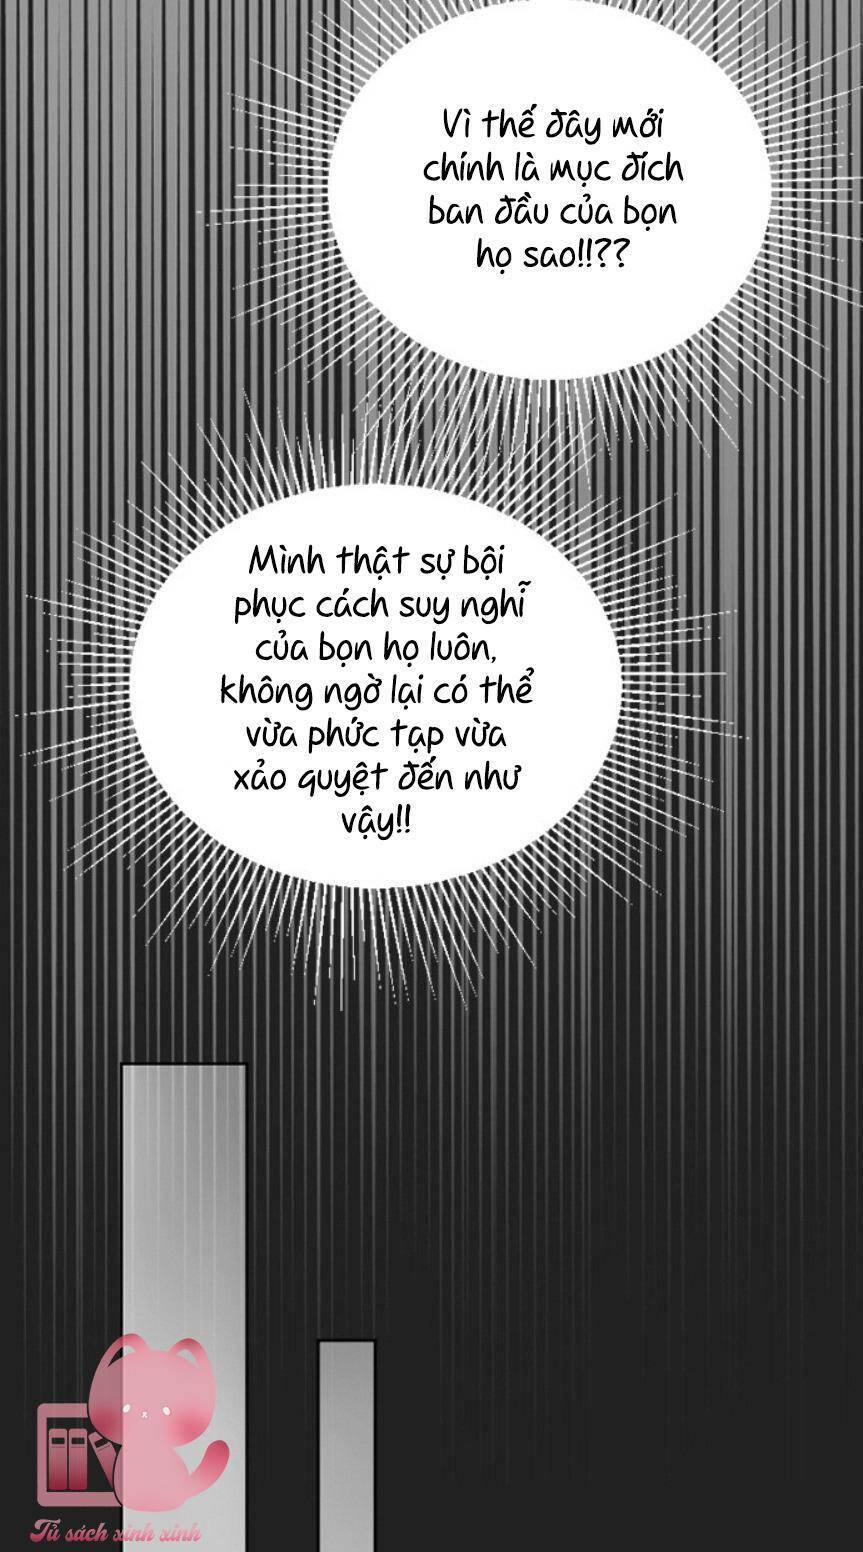 Vì thế đây mới
chính là mục đích
ban đầu của bọn
họ sao!!??
Mình thật sự bội
phục cách suy nghĩ
của bọn họ luôn,
không ngờ lại có thể
vừa phức tạp vừa
xảo quyệt đến như
vậy!!
Tủ sách xinh xinh